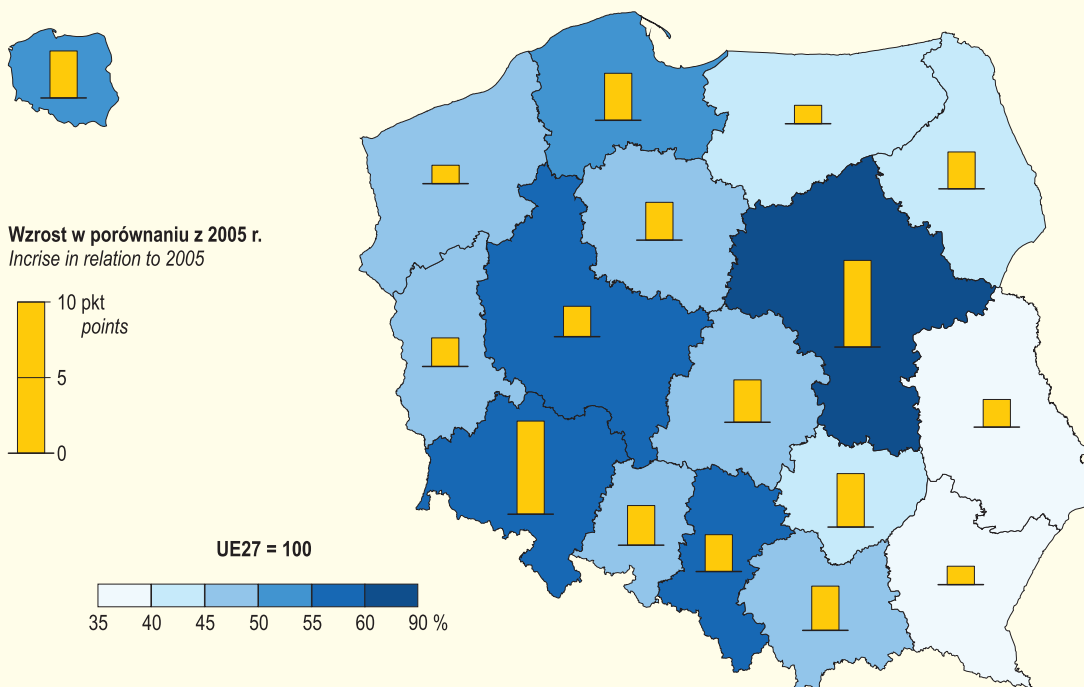 Wzrost w porównaniu z 2005 r.
Incrise in relation to 2005
10 pkt
points
5
0
UE27 = 100
35 40 45 50 55 60 90 %